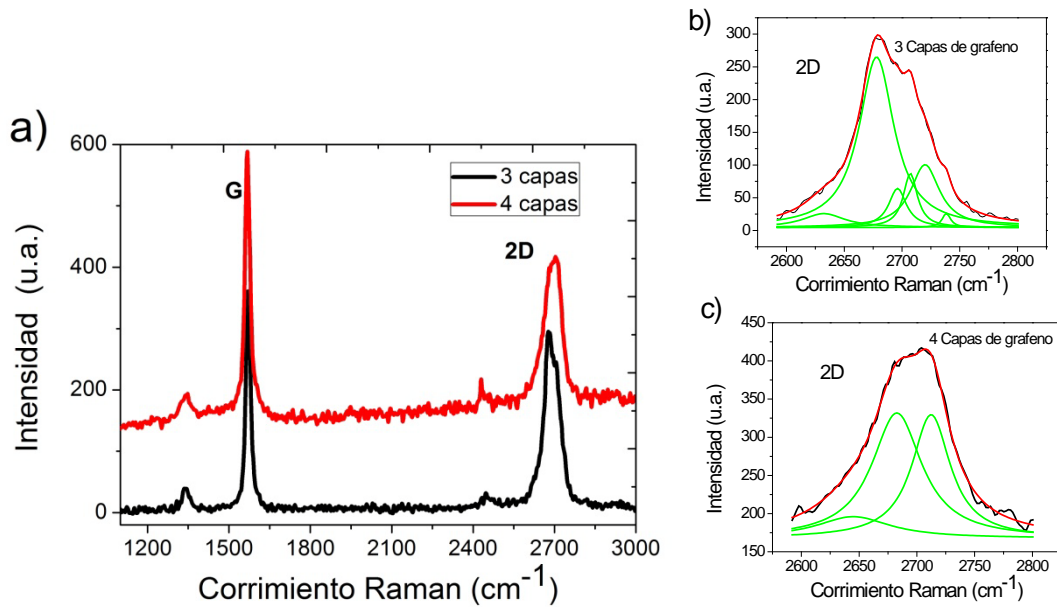 a)
Intensidad (u.a.)
600
400
200
0
G
2D
3 capas
4 capas
1200 1500 1800 2100 2400 2700 3000
Corrimiento Raman (cm-1)
b)
Intensidad (u.a.)
300
250
200
150
100
50
0
2D
3 Capas de grafeno
2600 2650 2700 2750 2800
Corrimiento Raman (cm-1)
c)
Intensidad (u.a.)
450
400
350
300
250
200
150
2D
4 Capas de grafeno
2600 2650 2700 2750 2800
Corrimiento Raman (cm-1)